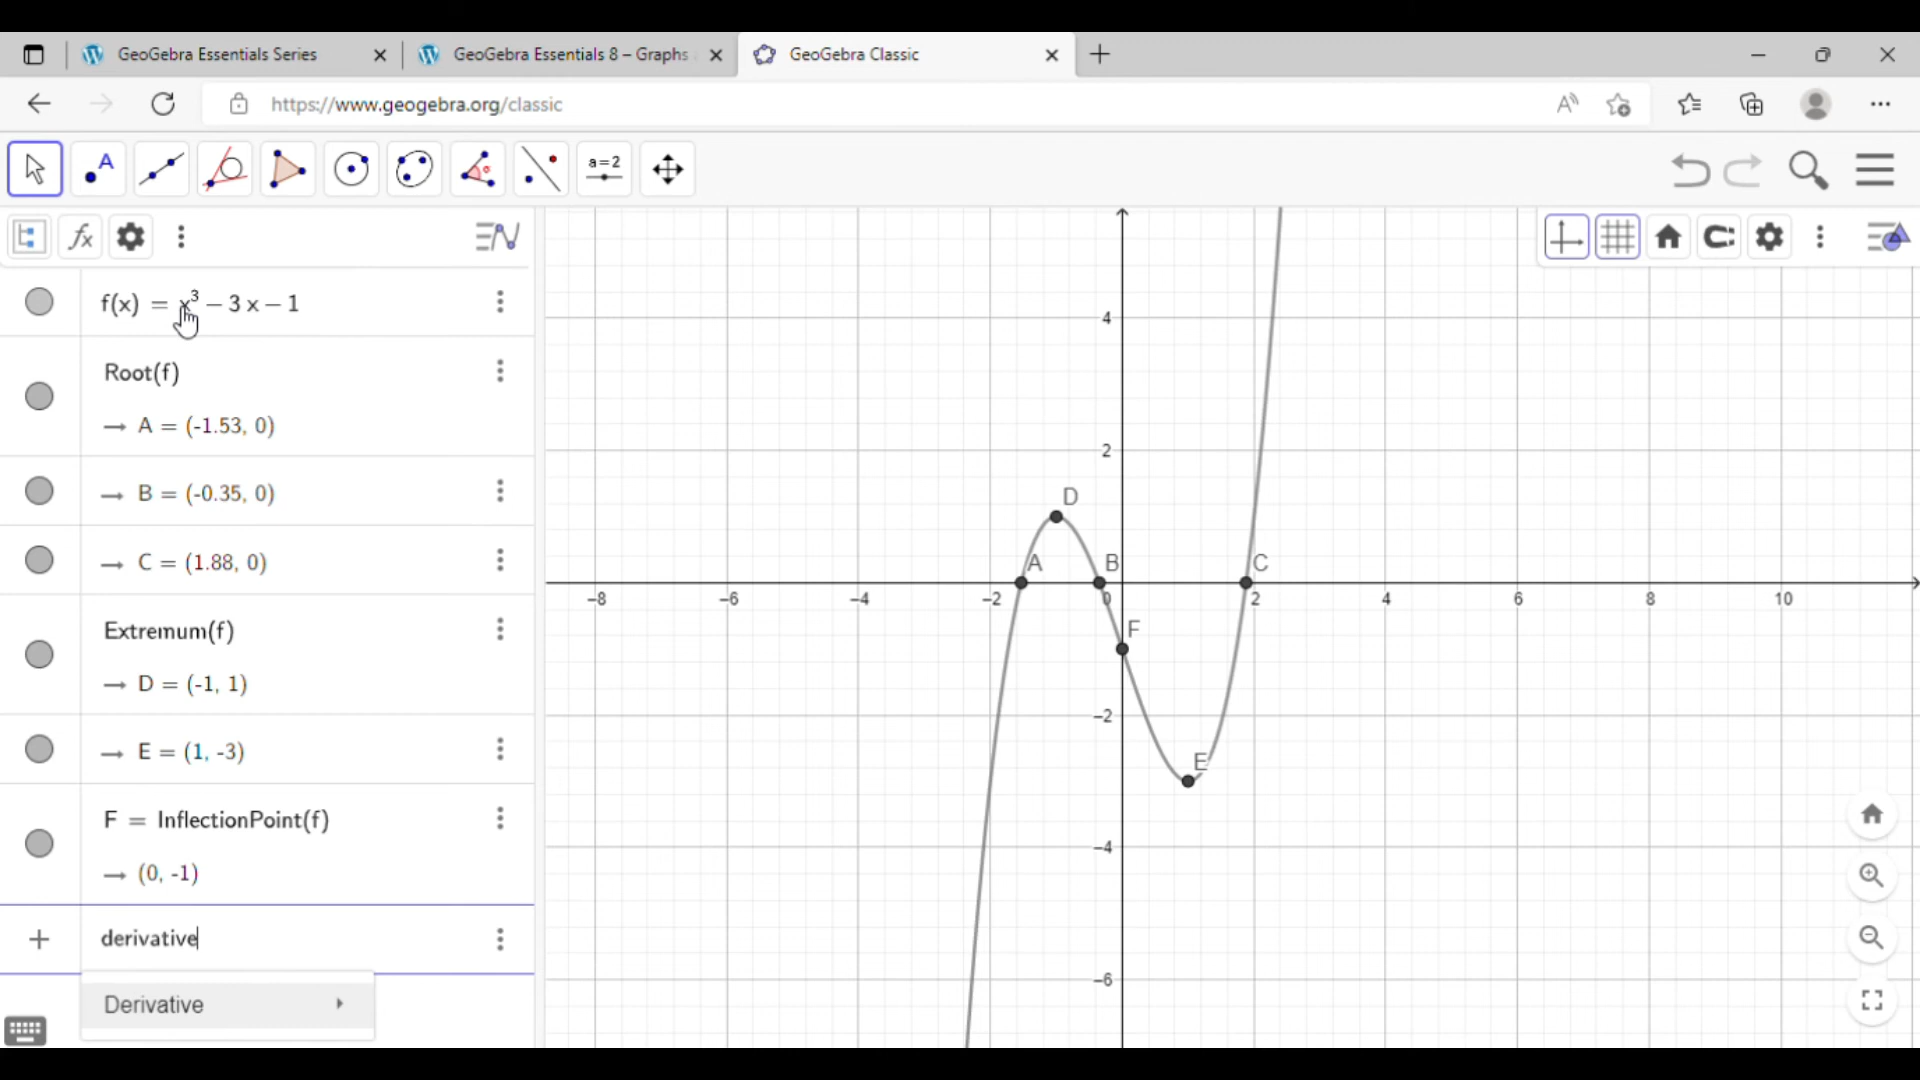 GeoGebra Essentials Series
GeoGebra Essentials 8 – Graphs
GeoGebra Classic
https://www.geogebra.org/classic
A
A
a=2
fx
f(x) = x³ − 3 x − 1
Root(f)
→ A = (-1.53, 0)
→ B = (-0.35, 0)
→ C = (1.88, 0)
Extremum(f)
→ D = (-1, 1)
→ E = (1, -3)
F = InflectionPoint(f)
→ (0, -1)
derivative
Derivative
4
2
D
A
B
C
−8
−6
−4
−2
0
2
4
6
8
10
F
−2
E
−4
−6